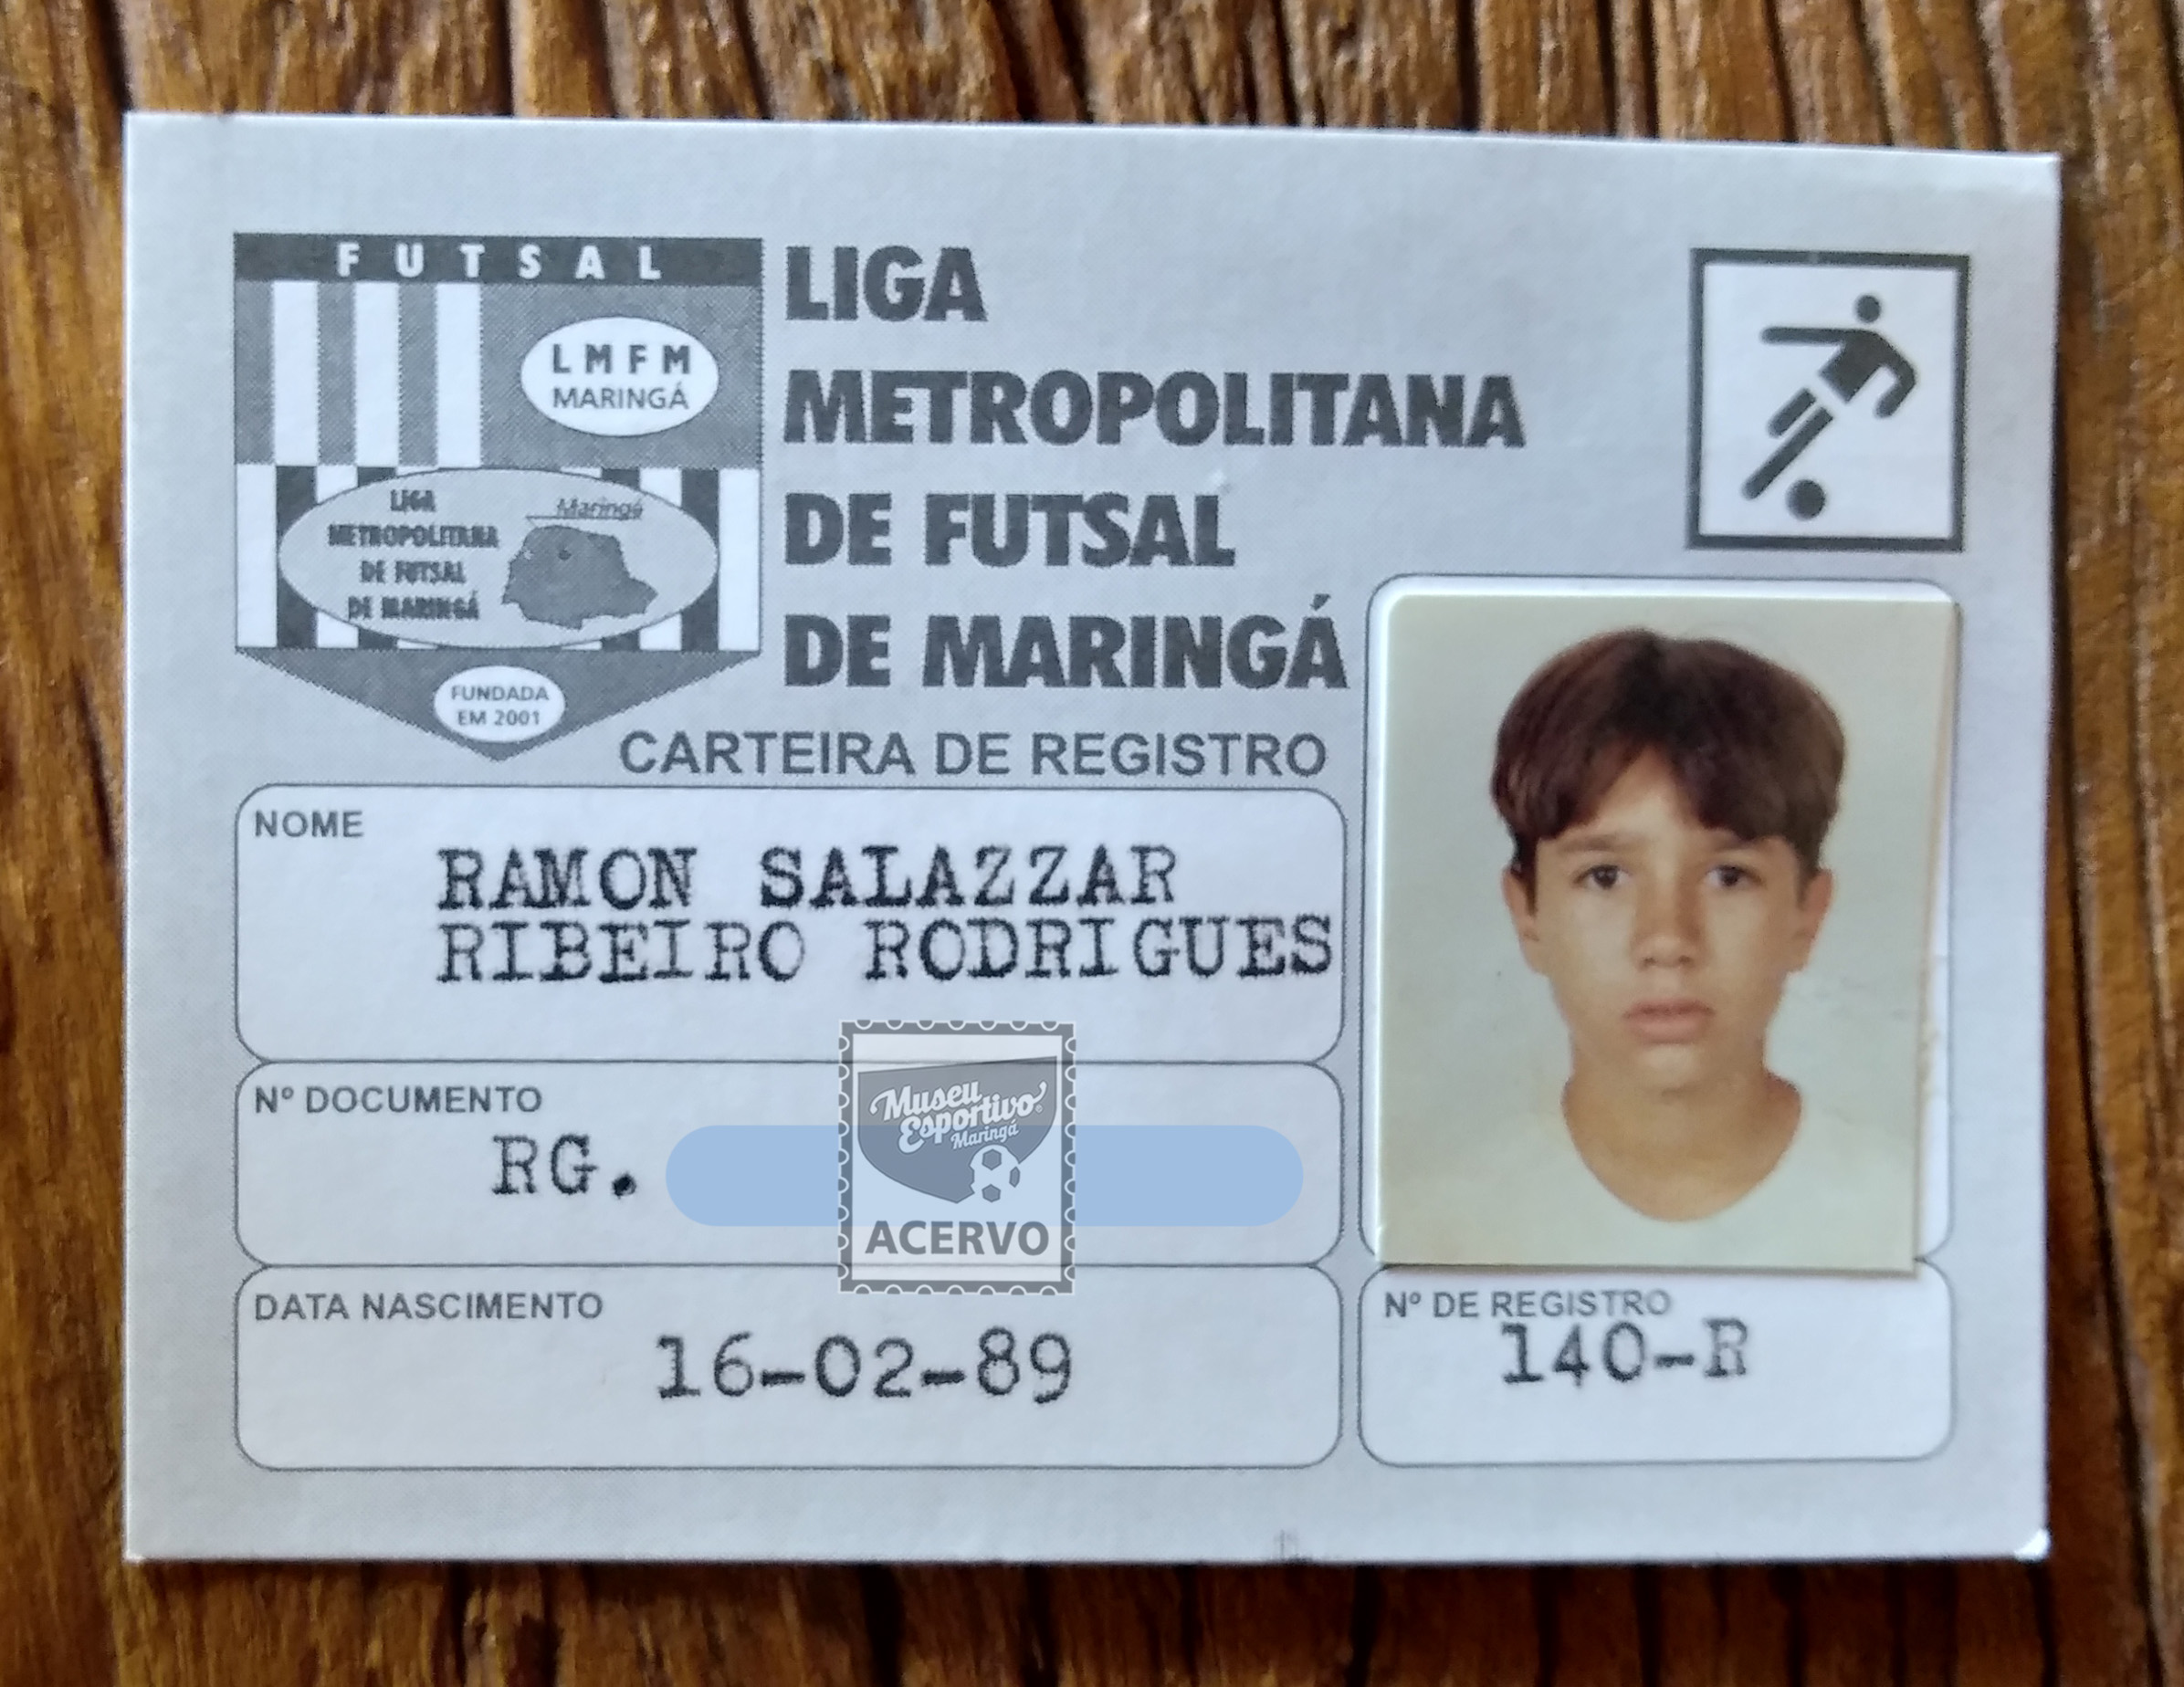 FUTSAL
LMFM
MARINGÁ
LIGA
METROPOLITANA
DE FUTSAL
DE MARINGÁ
Maringá
FUNDADA
EM 2001
LIGA
METROPOLITANA
DE FUTSAL
DE MARINGÁ
CARTEIRA DE REGISTRO
NOME
RAMON SALAZZAR
RIBEIRO RODRIGUES
Nº DOCUMENTO
RG.
Museu
Esportivo
Maringá
ACERVO
DATA NASCIMENTO
16-02-89
Nº DE REGISTRO
140-R